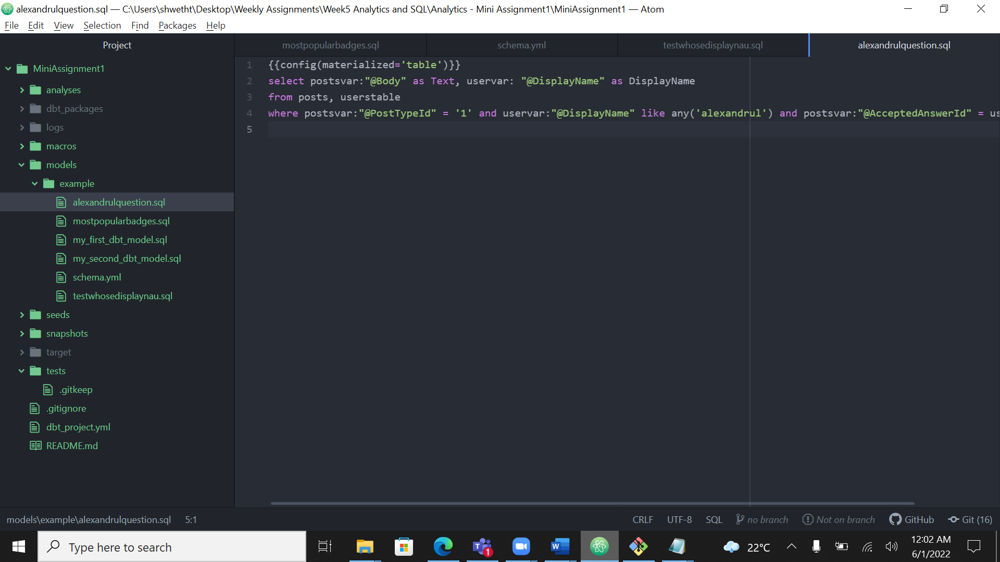 alexandrulquestion.sql — C:\Users\shwetht\Desktop\Weekly Assignments\Week5 Analytics and SQL\Analytics - Mini Assignment1\MiniAssignment1 — Atom
File Edit View Selection Find Packages Help
Project
MiniAssignment1
analyses
dbt_packages
logs
macros
models
example
alexandrulquestion.sql
mostpopularbadges.sql
my_first_dbt_model.sql
my_second_dbt_model.sql
schema.yml
testwhosedisplaynau.sql
seeds
snapshots
target
tests
.gitkeep
.gitignore
dbt_project.yml
README.md
mostpopularbadges.sql schema.yml testwhosedisplaynau.sql alexandrulquestion.sql
1 {{config(materialized='table')}}
2 select postsvar:"@Body" as Text, uservar: "@DisplayName" as DisplayName
3 from posts, userstable
4 where postsvar:"@PostTypeId" = '1' and uservar:"@DisplayName" like any('alexandrul') and postsvar:"@AcceptedAnswerId" = us
5
models\example\alexandrulquestion.sql 5:1 CRLF UTF-8 SQL no branch Not on branch GitHub Git (16)
Type here to search
1
22°C
12:02 AM
6/1/2022